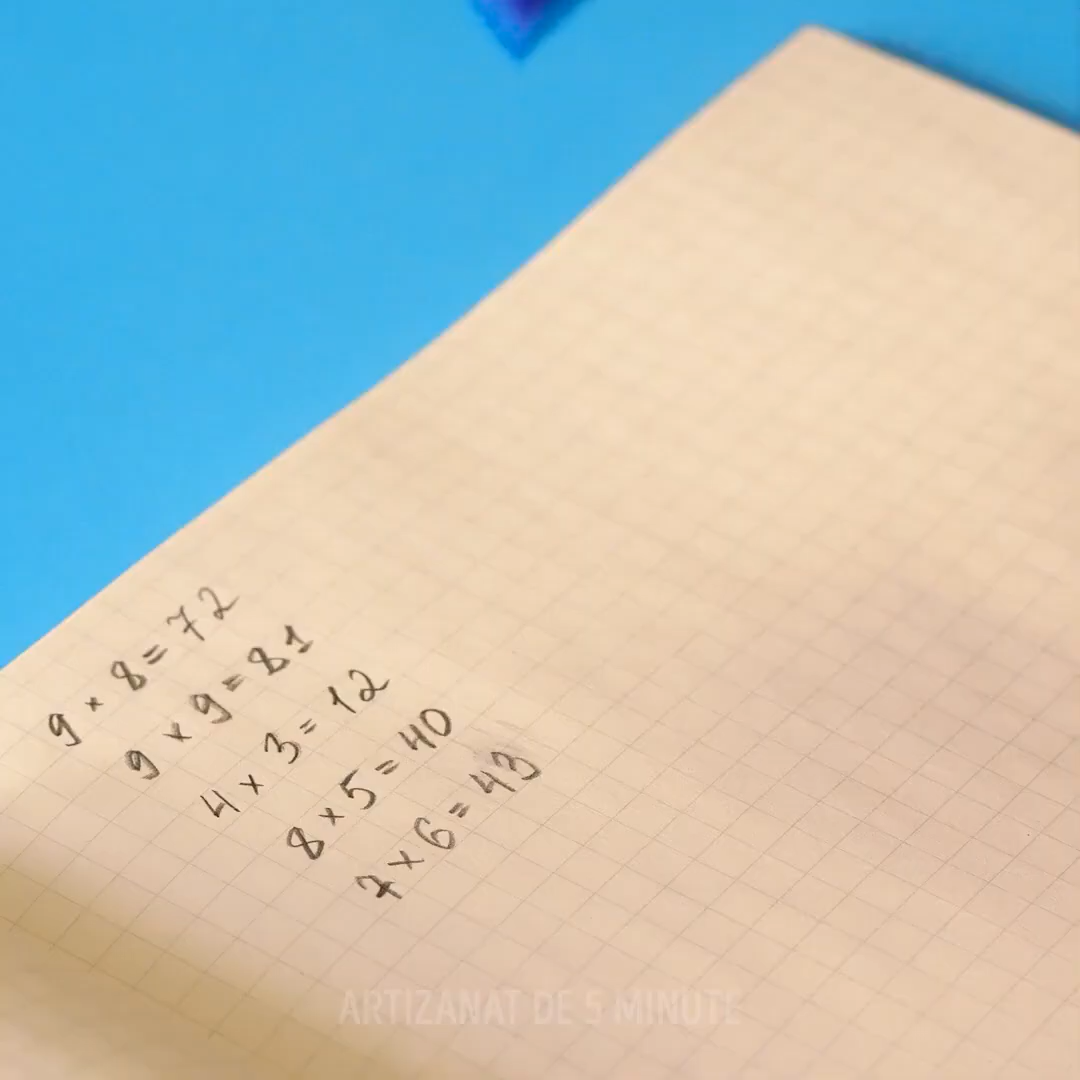 9 × 8 = 72
9 × 9 = 81
4 × 3 = 12
8 × 5 = 40
7 × 6 = 43
ARTIZANAT DE 5 MINUTE